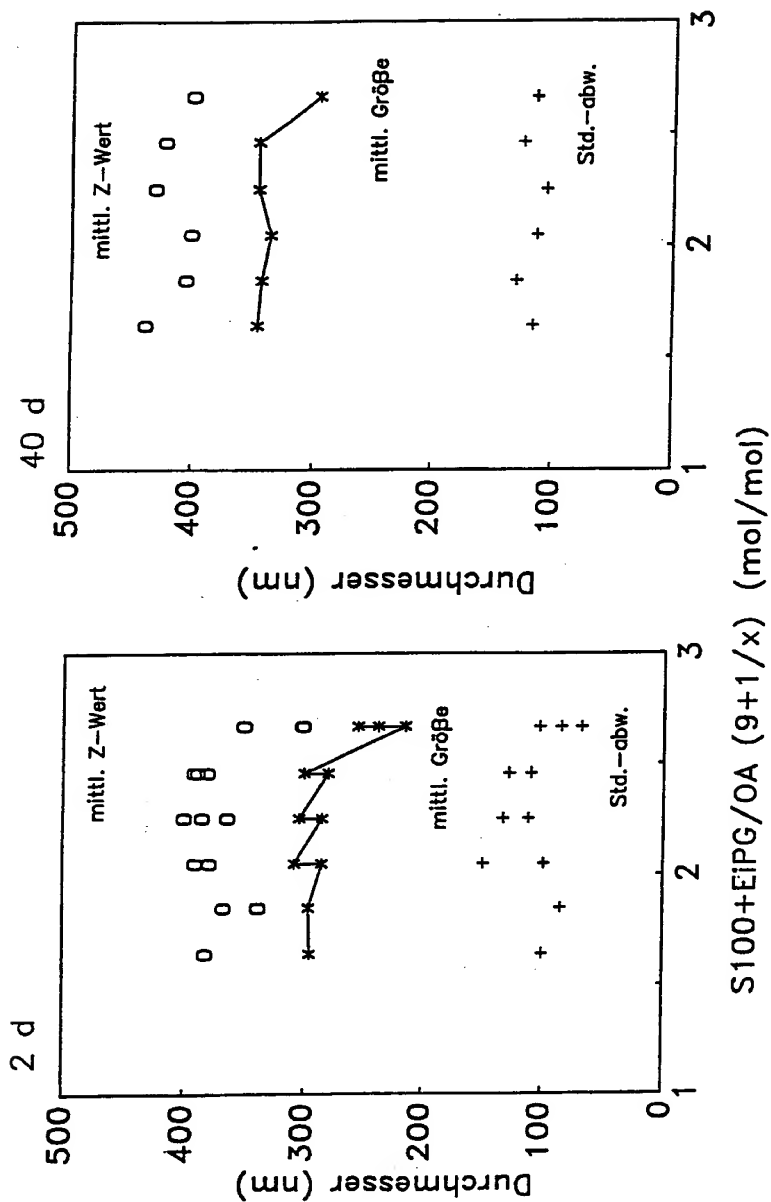 2 d
Durchmesser (nm)
500
400
300
200
100
0
mittl. Z-Wert
mittl. Größe
Std.-abw.
1
2
3
40 d
Durchmesser (nm)
500
400
300
200
100
0
mittl. Z-Wert
mittl. Größe
Std.-abw.
1
2
3
S100+EiPG/OA (9+1/x) (mol/mol)